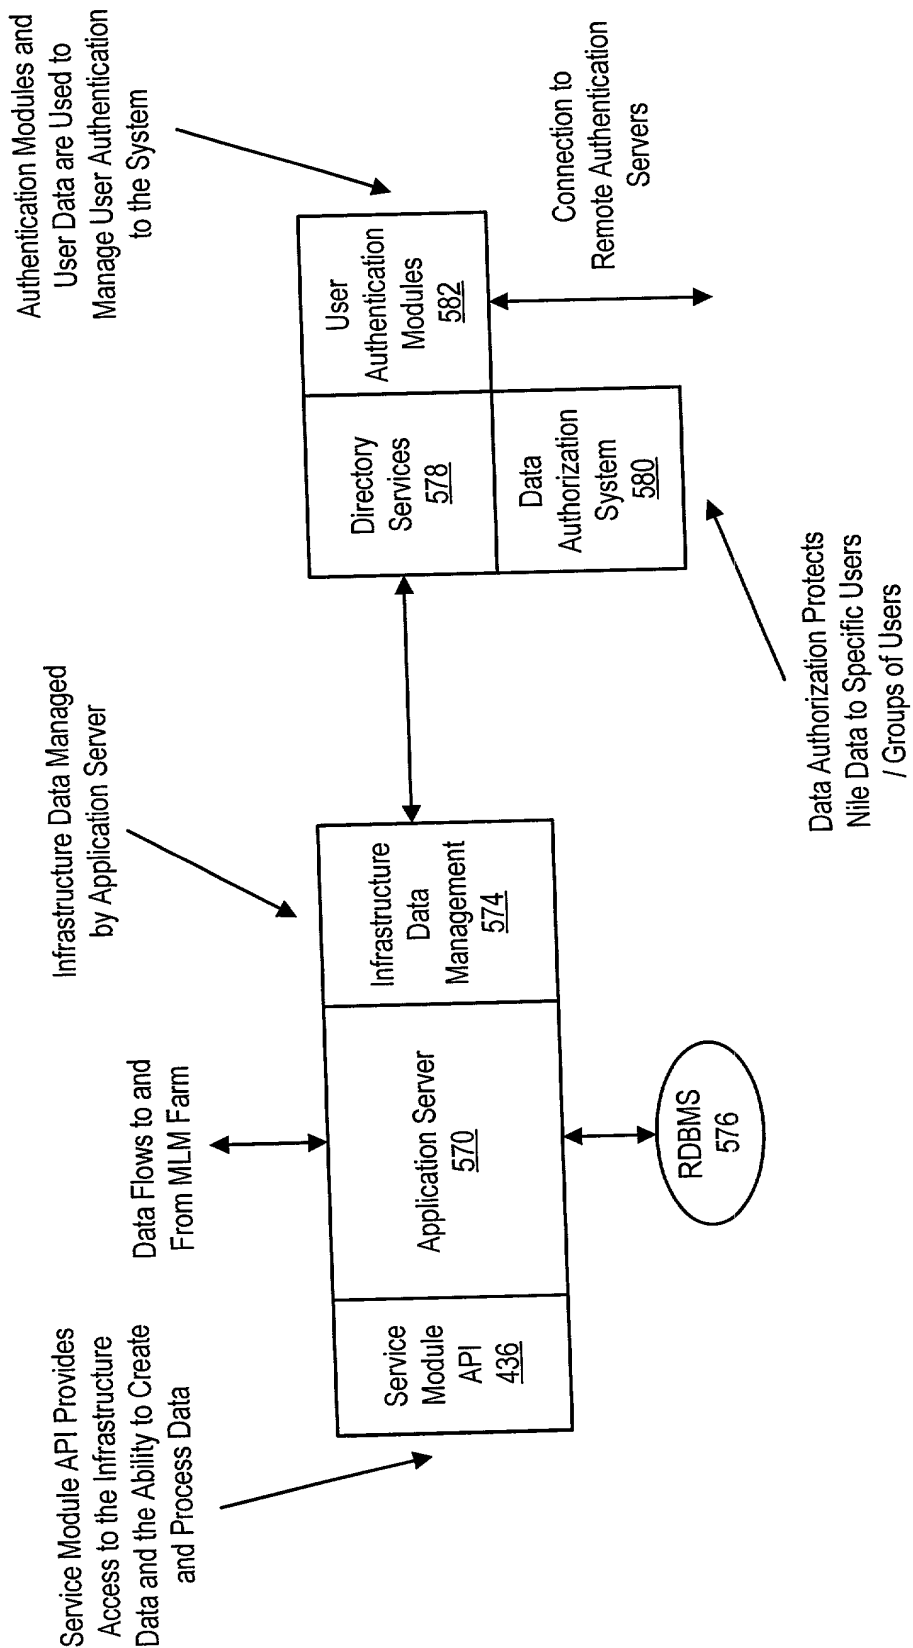 Service Module API Provides
Access to the Infrastructure
Data and the Ability to Create
and Process Data
Data Flows to and
From MLM Farm
Infrastructure Data Managed
by Application Server
Authentication Modules and
User Data are Used to
Manage User Authentication
to the System
Service
Module
API
436
Application Server
570
Infrastructure
Data
Management
574
RDBMS
576
Directory
Services
578
User
Authentication
Modules
582
Data
Authorization
System
580
Connection to
Remote Authentication
Servers
Data Authorization Protects
Nile Data to Specific Users
/ Groups of Users